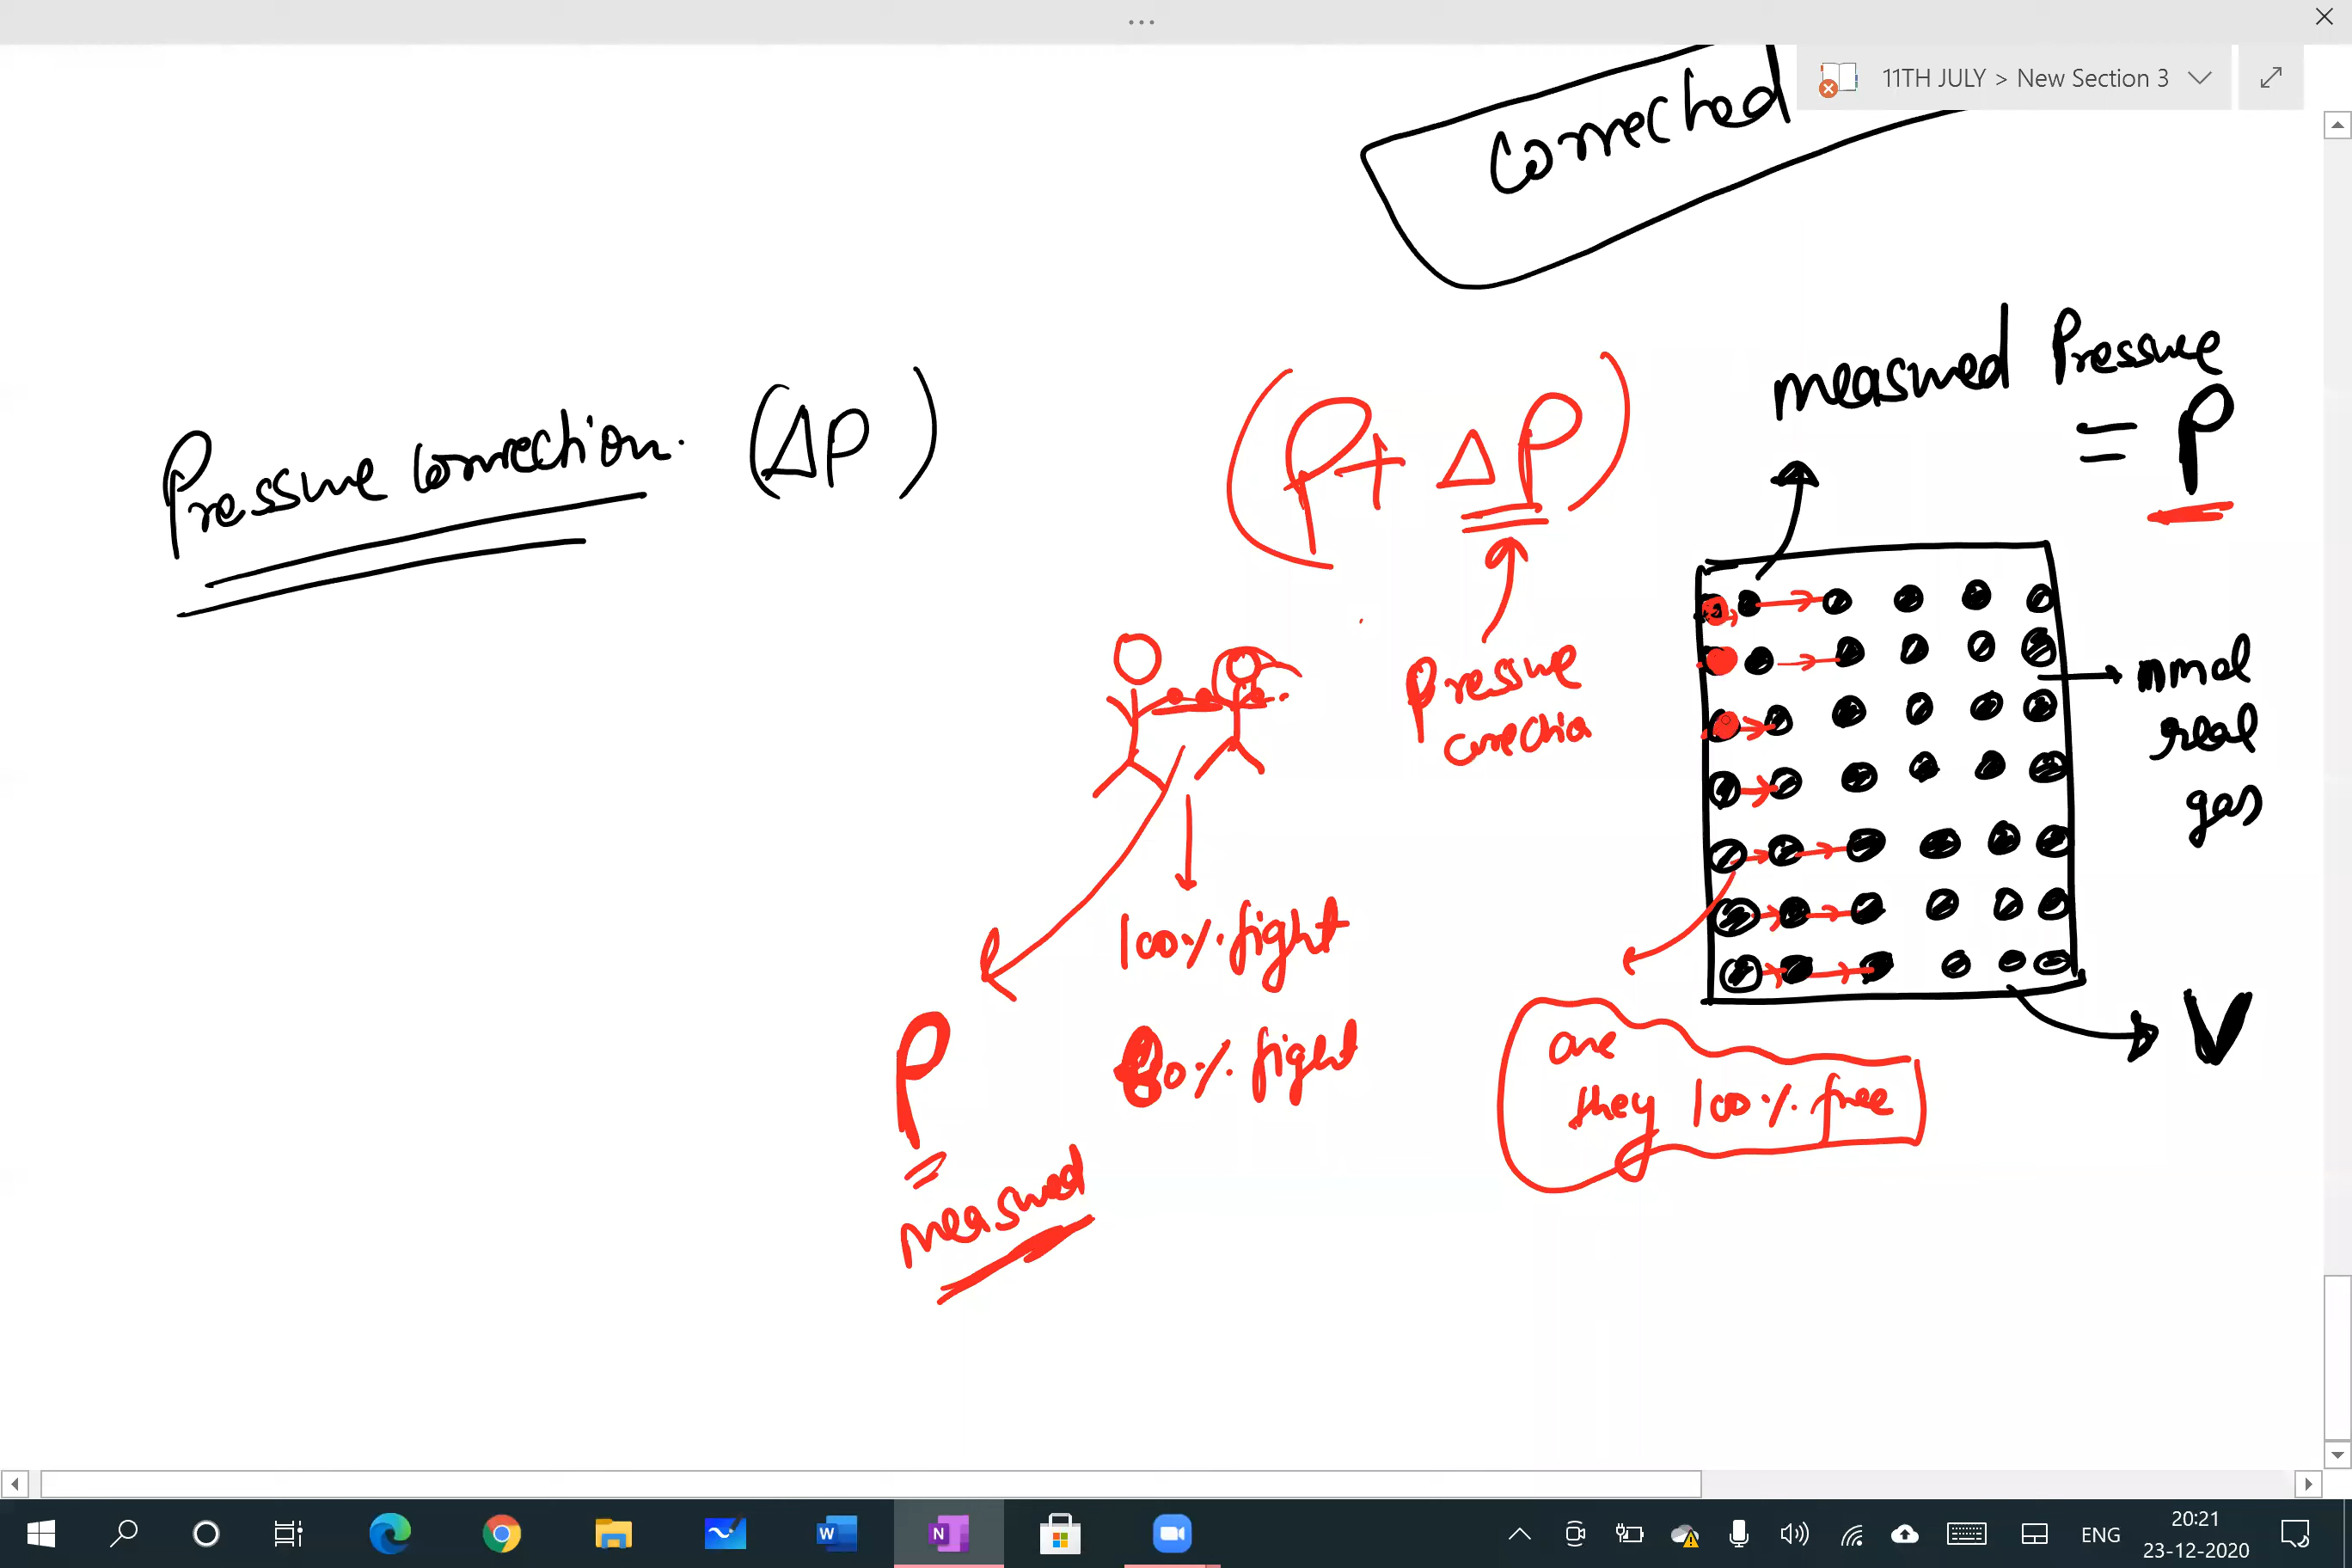 11TH JULY > New Section 3
Corrected
Pressure Correction. (ΔP)
(P + ΔP)
measured Pressure
= P
Pressure
correction
n mol
real
gas
100% fight
80% fight
P
measured
are
they 100% free
V
ENG
20:21
23-12-2020